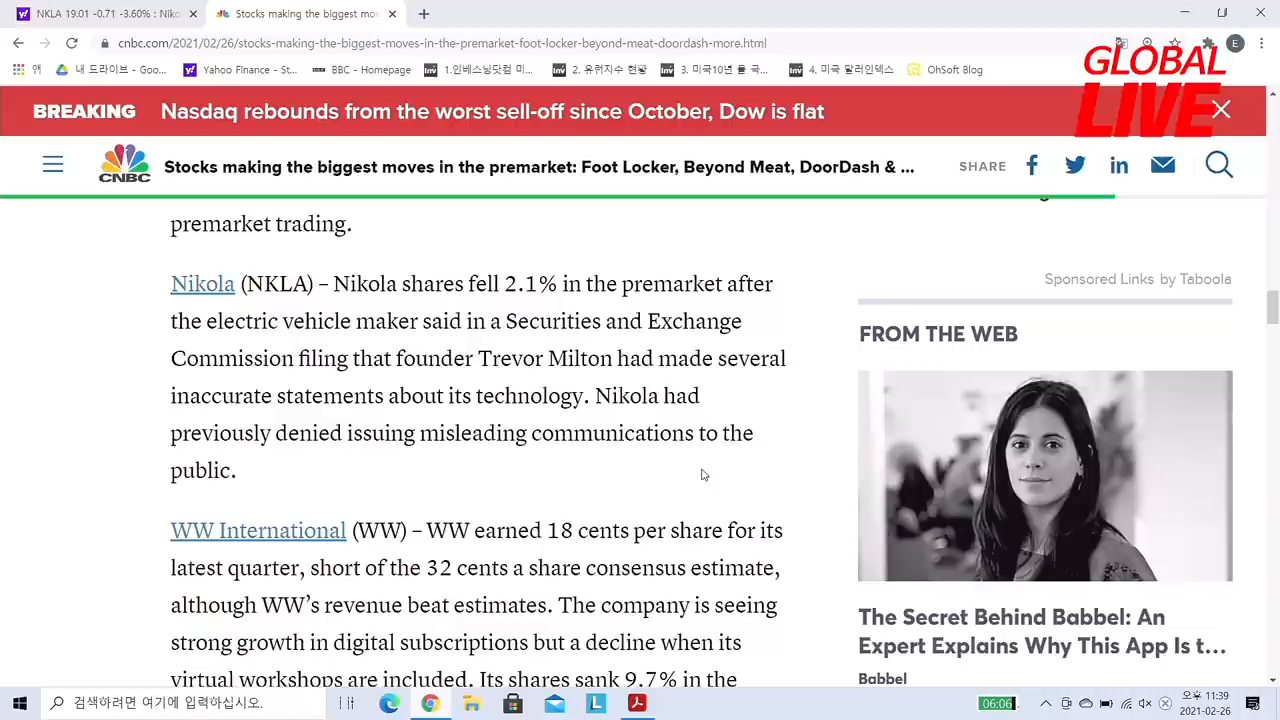 NKLA 19.01 -0.71 -3.60% : Niko
Stocks making the biggest mov
cnbc.com/2021/02/26/stocks-making-the-biggest-moves-in-the-premarket-foot-locker-beyond-meat-doordash-more.html
E
앱
내 드라이브 - Goo...
Yahoo Finance - St...
BBC - Homepage
1.인베스팅닷컴 미...
2. 유럽지수 현황
3. 미국10년 물 국...
4. 미국 달러인덱스
OhSoft Blog
GLOBAL
LIVE
BREAKING Nasdaq rebounds from the worst sell-off since October, Dow is flat
CNBC
Stocks making the biggest moves in the premarket: Foot Locker, Beyond Meat, DoorDash & ...
SHARE
premarket trading.
Nikola (NKLA) – Nikola shares fell 2.1% in the premarket after
the electric vehicle maker said in a Securities and Exchange
Commission filing that founder Trevor Milton had made several
inaccurate statements about its technology. Nikola had
previously denied issuing misleading communications to the
public.
WW International (WW) – WW earned 18 cents per share for its
latest quarter, short of the 32 cents a share consensus estimate,
although WW's revenue beat estimates. The company is seeing
strong growth in digital subscriptions but a decline when its
virtual workshops are included. Its shares sank 9.7% in the
Sponsored Links by Taboola
FROM THE WEB
The Secret Behind Babbel: An
Expert Explains Why This App Is t...
Babbel
검색하려면 여기에 입력하십시오.
06:06
오후 11:39
2021-02-26